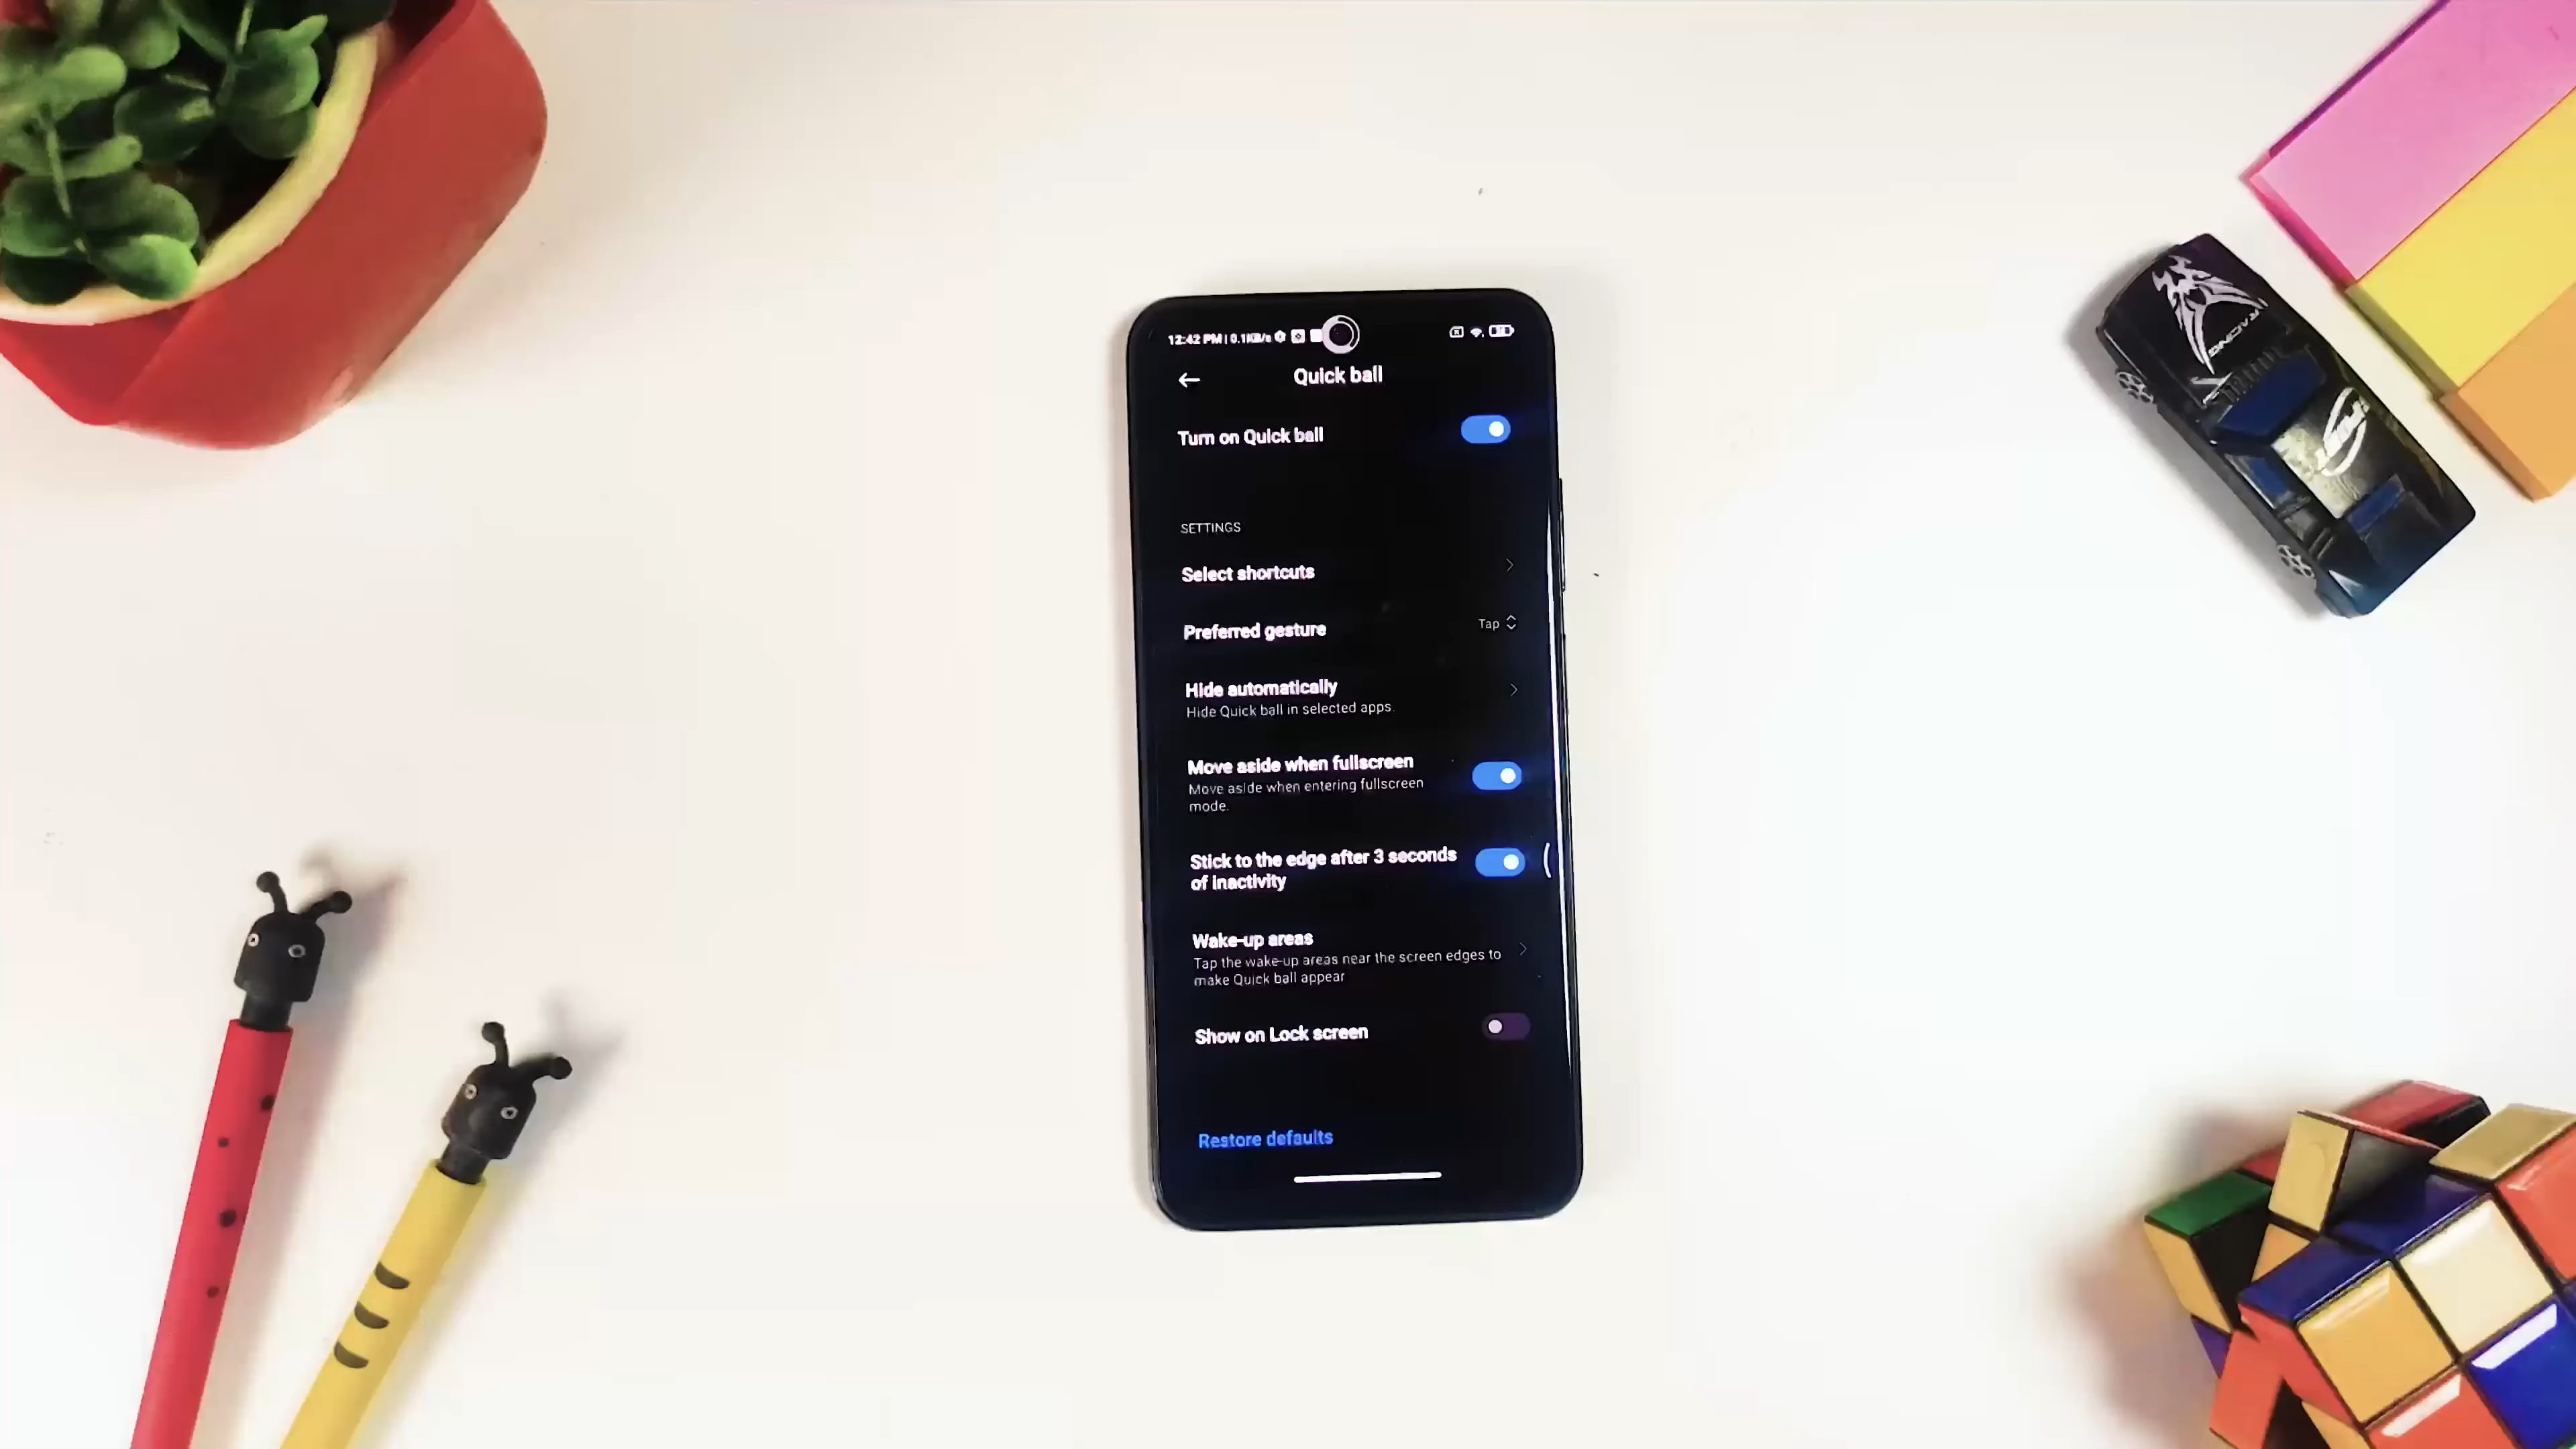 12:42 PM | 0.1KB/s
Quick ball
Turn on Quick ball
SETTINGS
Select shortcuts
Preferred gesture
Tap
Hide automatically
Hide Quick ball in selected apps.
Move aside when fullscreen
Move aside when entering fullscreen
mode.
Stick to the edge after 3 seconds
of inactivity
Wake-up areas
Tap the wake-up areas near the screen edges to
make Quick ball appear
Show on Lock screen
Restore defaults
RACING